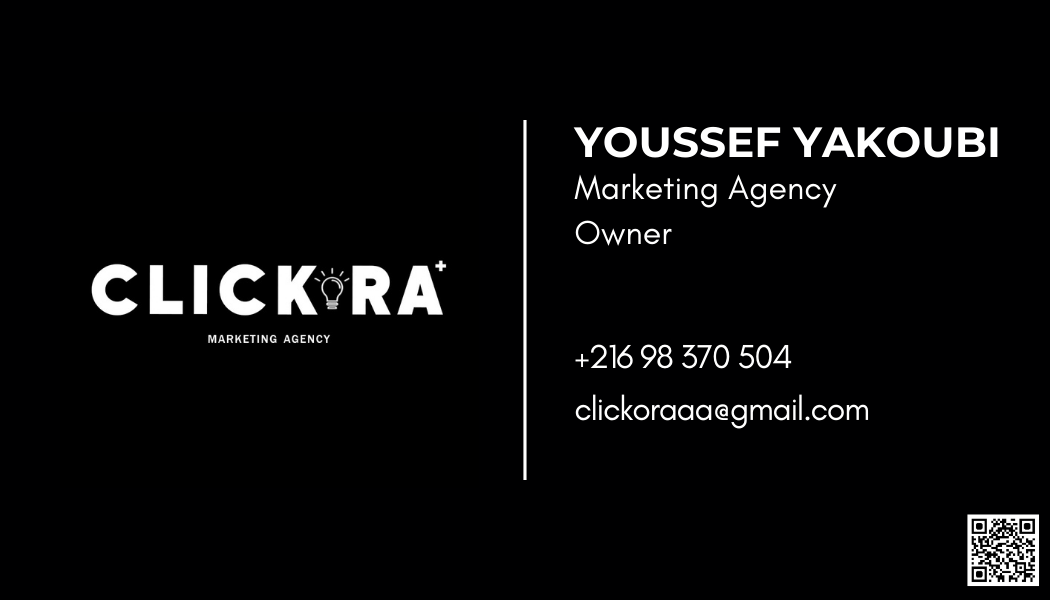 CLICKORA+
MARKETING AGENCY
YOUSSEF YAKOUBI
Marketing Agency
Owner
+216 98 370 504
clickoraaa@gmail.com